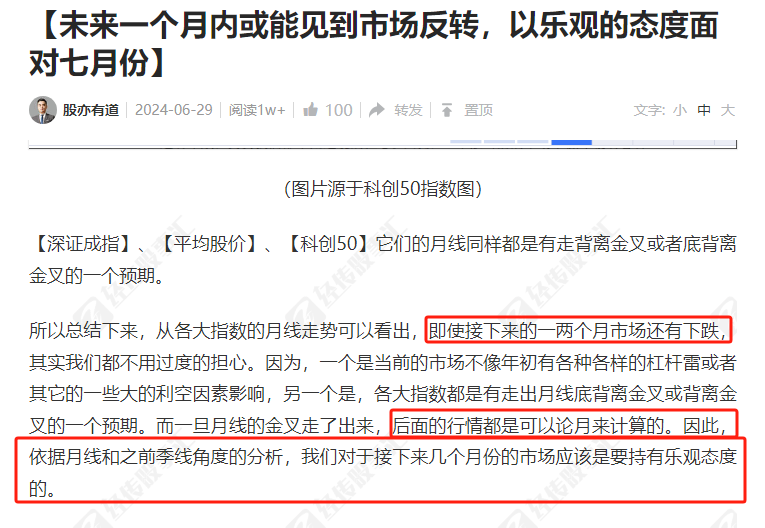 【未来一个月内或能见到市场反转，以乐观的态度面
对七月份】
股亦有道 2024-06-29 阅读1w+ 100 转发 置顶 文字: 小 中 大
（图片源于科创50指数图）
【深证成指】、【平均股价】、【科创50】它们的月线同样都是有走背离金叉或者底背离
金叉的一个预期。
所以总结下来，从各大指数的月线走势可以看出，即使接下来的一两个月市场还有下跌，
其实我们都不用过度的担心。因为，一个是当前的市场不像年初有各种各样的杠杆雷或者
其它的一些大的利空因素影响，另一个是，各大指数都是有走出月线底背离金叉或背离金
叉的一个预期。而一旦月线的金叉走了出来，后面的行情都是可以论月来计算的。因此，
依据月线和之前季线角度的分析，我们对于接下来几个月份的市场应该是要持有乐观态度
的。